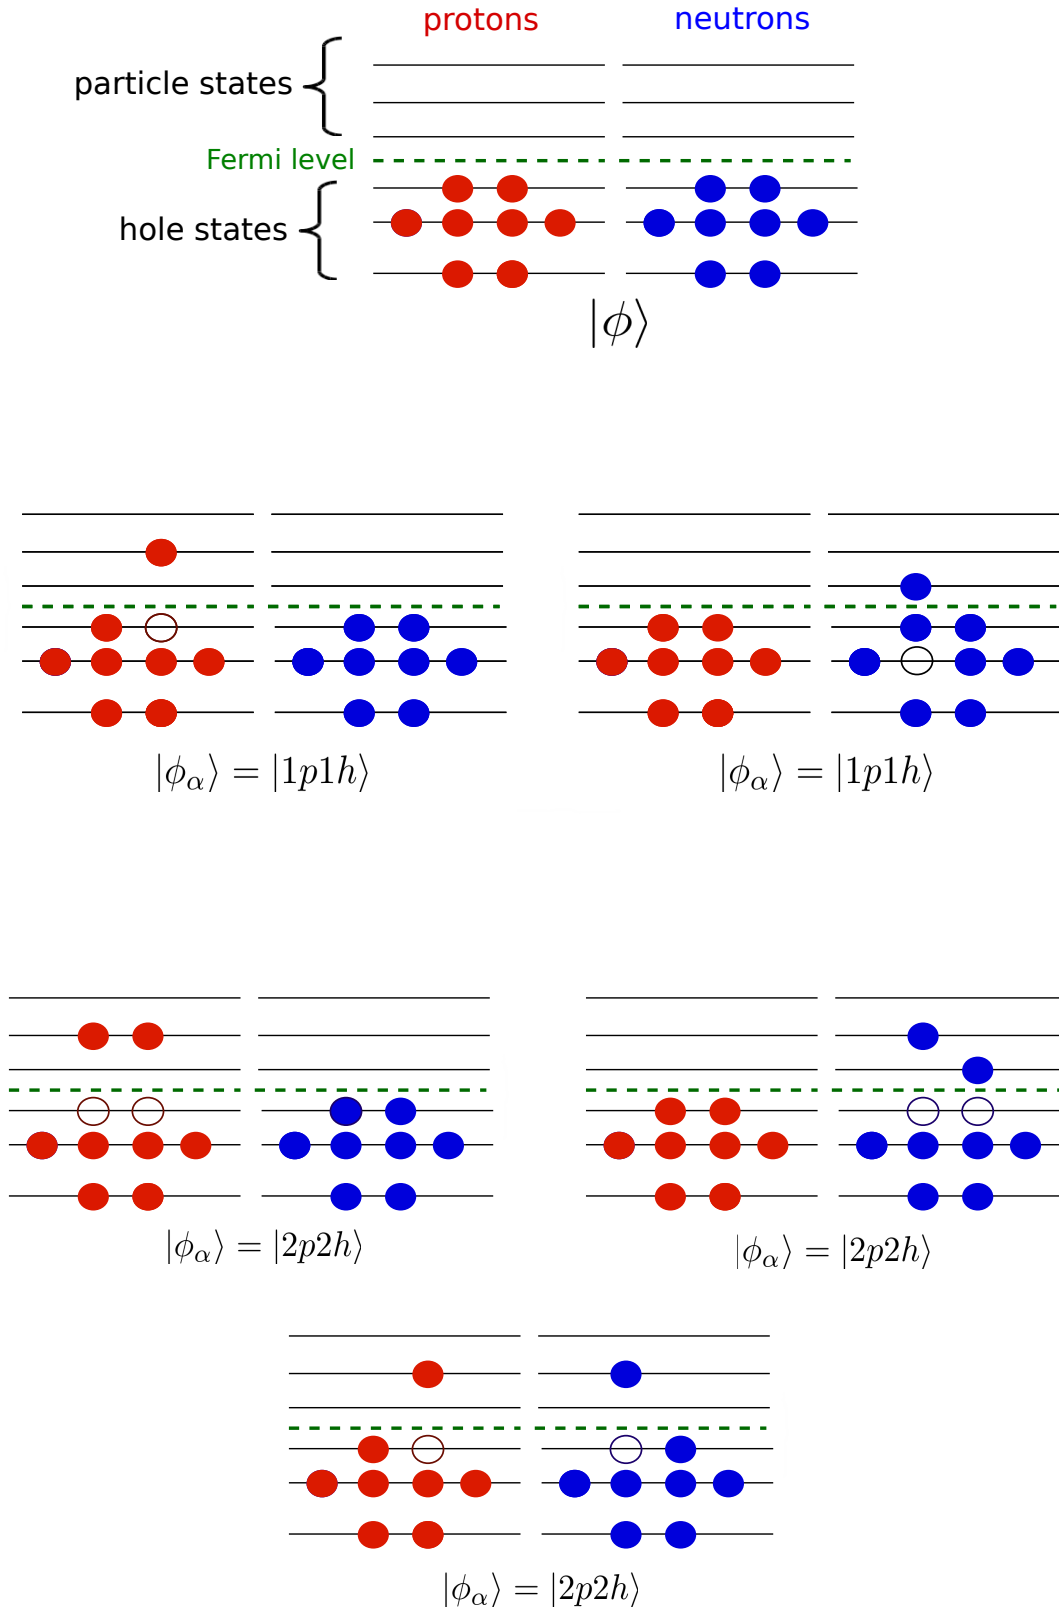 protons neutrons
particle states
Fermi level
hole states
|ϕ⟩
|ϕ_α⟩ = |1p1h⟩ |ϕ_α⟩ = |1p1h⟩
|ϕ_α⟩ = |2p2h⟩ |ϕ_α⟩ = |2p2h⟩
|ϕ_α⟩ = |2p2h⟩